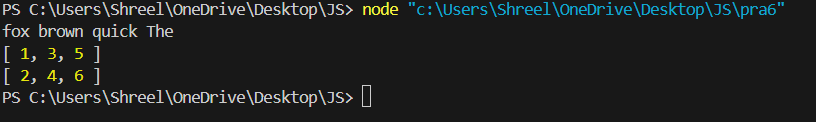 PS C:\Users\Shreel\OneDrive\Desktop\JS> node "c:\Users\Shreel\OneDrive\Desktop\JS\pra6"
fox brown quick The
[ 1, 3, 5 ]
[ 2, 4, 6 ]
PS C:\Users\Shreel\OneDrive\Desktop\JS>